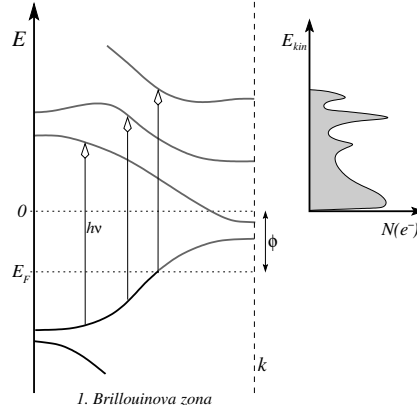 E
E_kin
0
hν
ϕ
N(e⁻)
E_F
k
1. Brillouinova zona